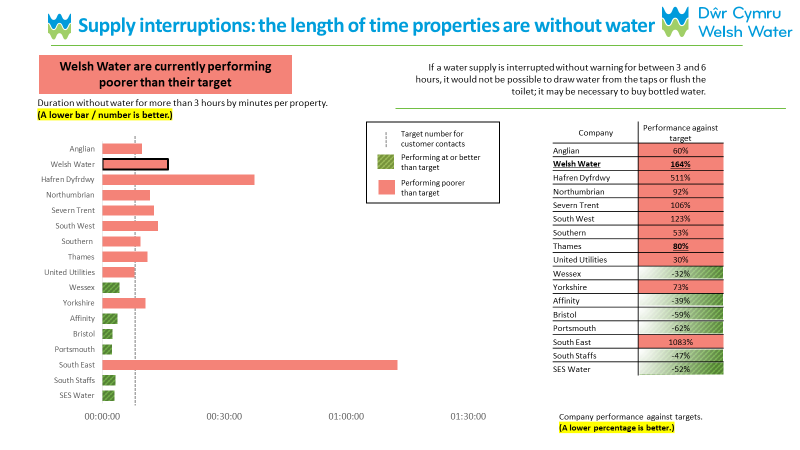 Supply interruptions: the length of time properties are without water
Dŵr Cymru
Welsh Water
Welsh Water are currently performing
poorer than their target
If a water supply is interrupted without warning for between 3 and 6
hours, it would not be possible to draw water from the taps or flush the
toilet; it may be necessary to buy bottled water.
Duration without water for more than 3 hours by minutes per property.
(A lower bar / number is better.)
Anglian
Welsh Water
Hafren Dyfrdwy
Northumbrian
Severn Trent
South West
Southern
Thames
United Utilities
Wessex
Yorkshire
Affinity
Bristol
Portsmouth
South East
South Staffs
SES Water
00:00:00 00:30:00 01:00:00 01:30:00
Target number for
customer contacts
Performing at or better
than target
Performing poorer
than target
Company Performance against
target
Anglian 60%
Welsh Water 164%
Hafren Dyfrdwy 511%
Northumbrian 92%
Severn Trent 106%
South West 123%
Southern 53%
Thames 80%
United Utilities 30%
Wessex -32%
Yorkshire 73%
Affinity -39%
Bristol -59%
Portsmouth -62%
South East 1083%
South Staffs -47%
SES Water -52%
Company performance against targets.
(A lower percentage is better.)